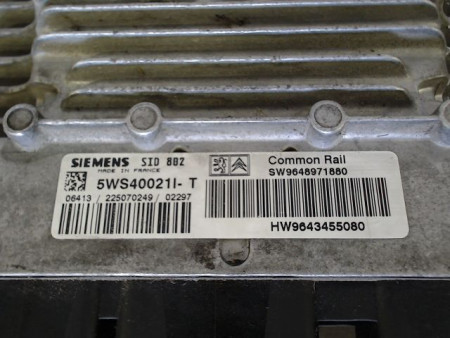 SIEMENS SID 802
MADE IN FRANCE
5WS40021I- T
06413 / 225070249 / 02297
Common Rail
SW9648971880
HW9643455080